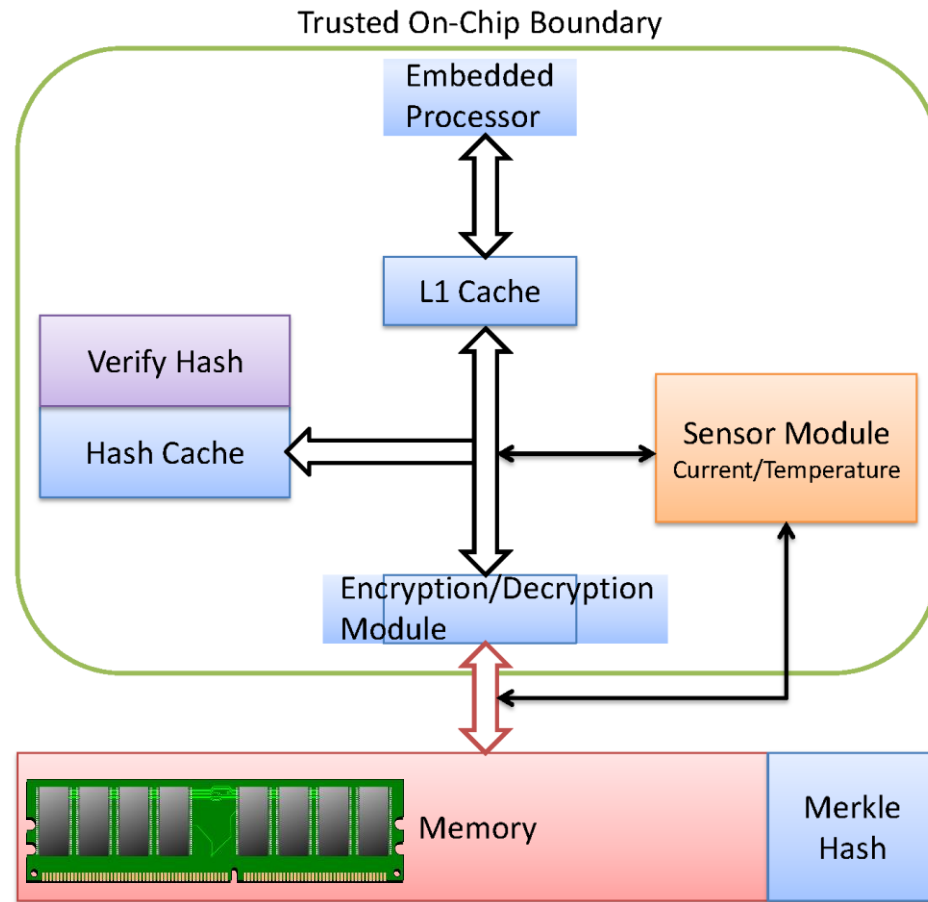 Trusted On-Chip Boundary
Embedded
Processor
L1 Cache
Verify Hash
Hash Cache
Sensor Module
Current/Temperature
Encryption/Decryption
Module
Memory
Merkle
Hash